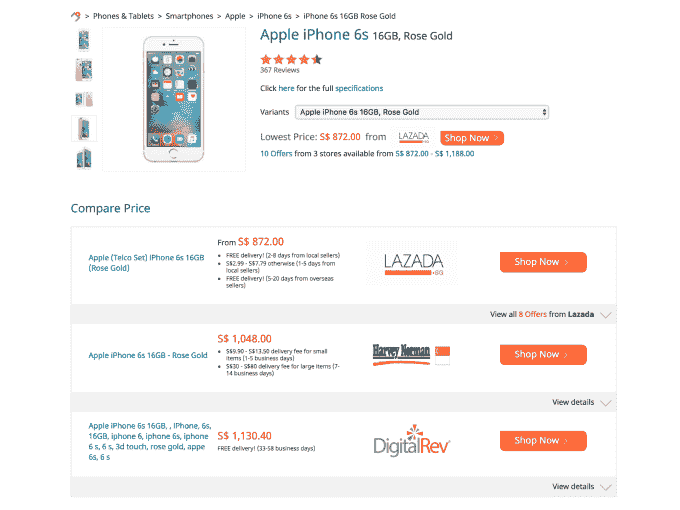 > Phones & Tablets > Smartphones > Apple > iPhone 6s > iPhone 6s 16GB Rose Gold
Apple iPhone 6s 16GB, Rose Gold
367 Reviews
Click here for the full specifications
Variants Apple iPhone 6s 16GB, Rose Gold
Lowest Price: S$ 872.00 from LAZADA .SG Shop Now >
10 Offers from 3 stores available from S$ 872.00 - S$ 1,188.00
Compare Price
Apple (Telco Set) iPhone 6s 16GB
(Rose Gold)
From S$ 872.00
FREE delivery! (2-8 days from local sellers)
S$2.99 - S$7.79 otherwise (1-5 days from
local sellers)
FREE delivery! (5-20 days from overseas
sellers)
LAZADA
.SG
Shop Now >
View all 8 Offers from Lazada
Apple iPhone 6s 16GB - Rose Gold
S$ 1,048.00
S$9.90 - S$13.50 delivery fee for small
items (1-5 business days)
S$30 - S$80 delivery fee for large items (7-
14 business days)
Harvey Norman
Shop Now >
View details
Apple iPhone 6s 16GB, , iPhone, 6s,
16GB, iphone 6, iphone 6s, iphone
6 s, 6 s, 3d touch, rose gold, appe
6s, 6 s
S$ 1,130.40
FREE delivery! (33-58 business days)
DigitalRev
Shop Now >
View details